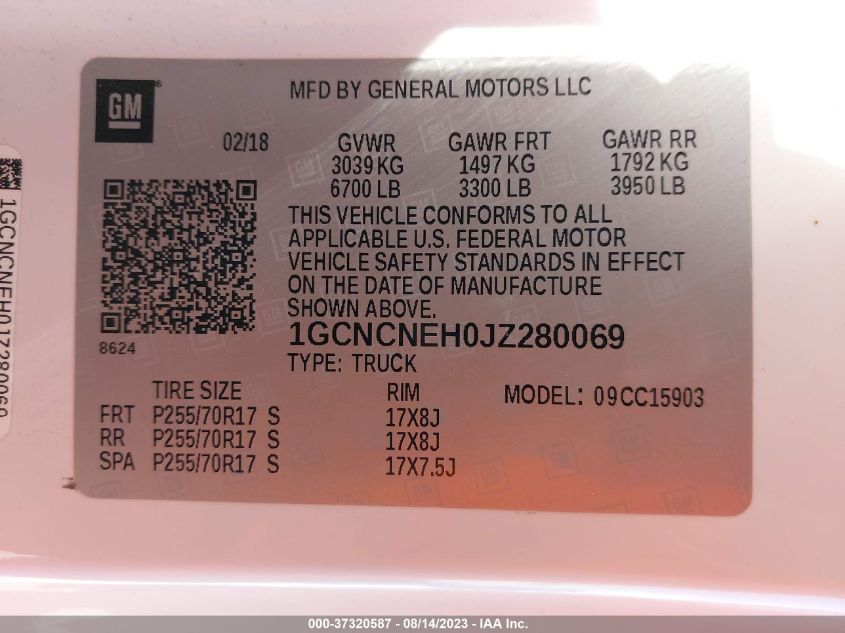 GM
MFD BY GENERAL MOTORS LLC
02/18 GVWR GAWR FRT GAWR RR
3039 KG 1497 KG 1792 KG
6700 LB 3300 LB 3950 LB
THIS VEHICLE CONFORMS TO ALL
APPLICABLE U.S. FEDERAL MOTOR
VEHICLE SAFETY STANDARDS IN EFFECT
ON THE DATE OF MANUFACTURE
SHOWN ABOVE.
8624
1GCNCNEH0JZ280069
TYPE: TRUCK
TIRE SIZE RIM MODEL: 09CC15903
FRT P255/70R17 S 17X8J
RR P255/70R17 S 17X8J
SPA P255/70R17 S 17X7.5J
1GCNCNEH0JZ280069
000-37320587 - 08/14/2023 - IAA Inc.